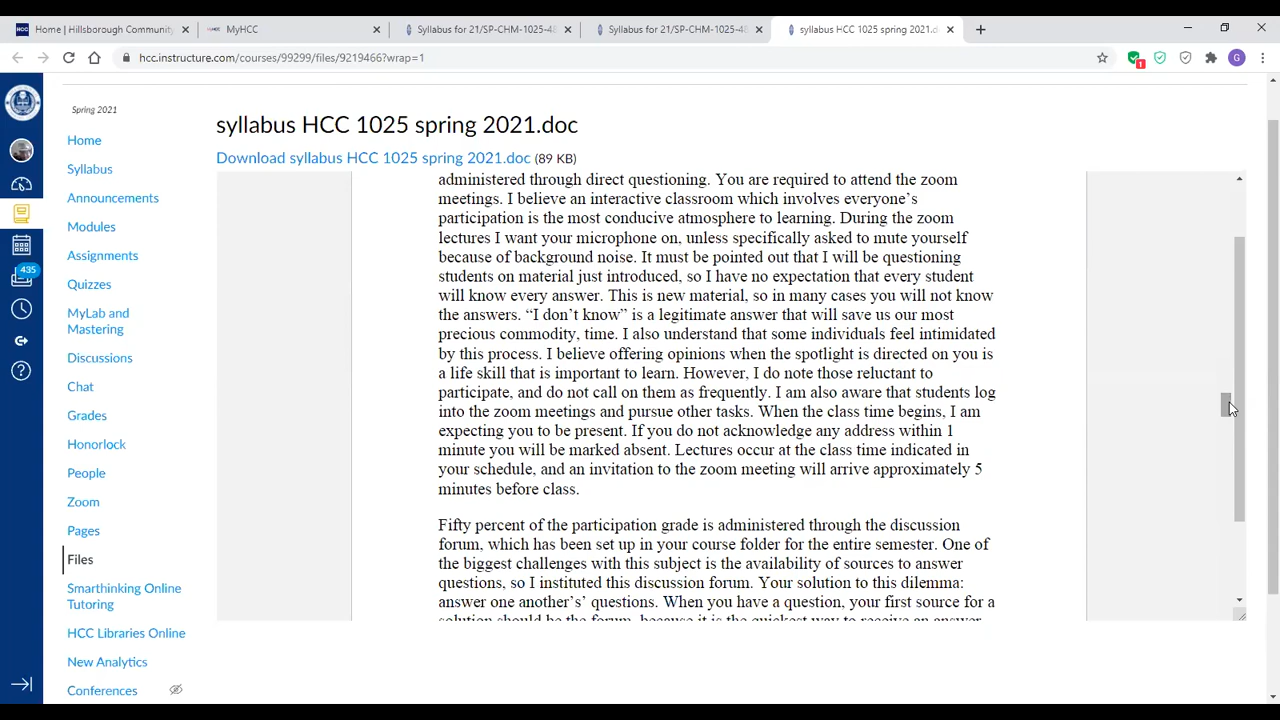 Home | Hillsborough Community
MyHCC
Syllabus for 21/SP-CHM-1025-48
Syllabus for 21/SP-CHM-1025-48
syllabus HCC 1025 spring 2021.d
hcc.instructure.com/courses/99299/files/9219466?wrap=1
1
G
Spring 2021
Home
Syllabus
Announcements
Modules
Assignments
Quizzes
MyLab and
Mastering
Discussions
Chat
Grades
Honorlock
People
Zoom
Pages
Files
Smarthinking Online
Tutoring
HCC Libraries Online
New Analytics
Conferences
435
syllabus HCC 1025 spring 2021.doc
Download syllabus HCC 1025 spring 2021.doc (89 KB)
administered through direct questioning. You are required to attend the zoom
meetings. I believe an interactive classroom which involves everyone's
participation is the most conducive atmosphere to learning. During the zoom
lectures I want your microphone on, unless specifically asked to mute yourself
because of background noise. It must be pointed out that I will be questioning
students on material just introduced, so I have no expectation that every student
will know every answer. This is new material, so in many cases you will not know
the answers. “I don't know” is a legitimate answer that will save us our most
precious commodity, time. I also understand that some individuals feel intimidated
by this process. I believe offering opinions when the spotlight is directed on you is
a life skill that is important to learn. However, I do note those reluctant to
participate, and do not call on them as frequently. I am also aware that students log
into the zoom meetings and pursue other tasks. When the class time begins, I am
expecting you to be present. If you do not acknowledge any address within 1
minute you will be marked absent. Lectures occur at the class time indicated in
your schedule, and an invitation to the zoom meeting will arrive approximately 5
minutes before class.
Fifty percent of the participation grade is administered through the discussion
forum, which has been set up in your course folder for the entire semester. One of
the biggest challenges with this subject is the availability of sources to answer
questions, so I instituted this discussion forum. Your solution to this dilemma:
answer one another's' questions. When you have a question, your first source for a
solution should be the forum, because it is the quickest way to receive an answer